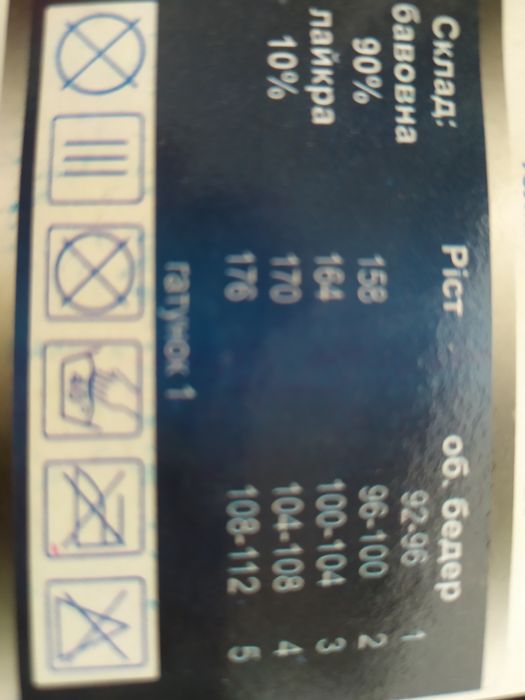 Склад: Ріст об. бедер
бавовна 92-96 1
90% 158 96-100 2
лайкра 164 100-104 3
10% 170 104-108 4
176 108-112 5
гатунок 1
40°